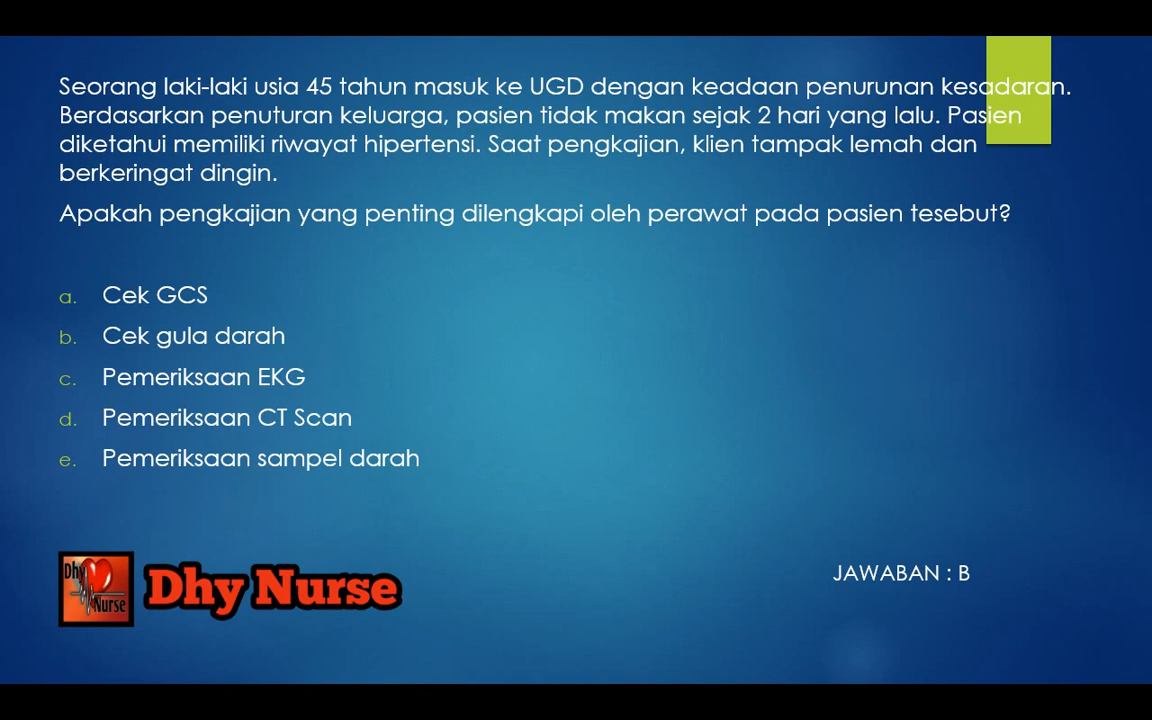 Seorang laki-laki usia 45 tahun masuk ke UGD dengan keadaan penurunan kesadaran.
Berdasarkan penuturan keluarga, pasien tidak makan sejak 2 hari yang lalu. Pasien
diketahui memiliki riwayat hipertensi. Saat pengkajian, klien tampak lemah dan
berkeringat dingin.
Apakah pengkajian yang penting dilengkapi oleh perawat pada pasien tesebut?
a. Cek GCS
b. Cek gula darah
c. Pemeriksaan EKG
d. Pemeriksaan CT Scan
e. Pemeriksaan sampel darah
Dhy
Nurse
Dhy Nurse
JAWABAN : B